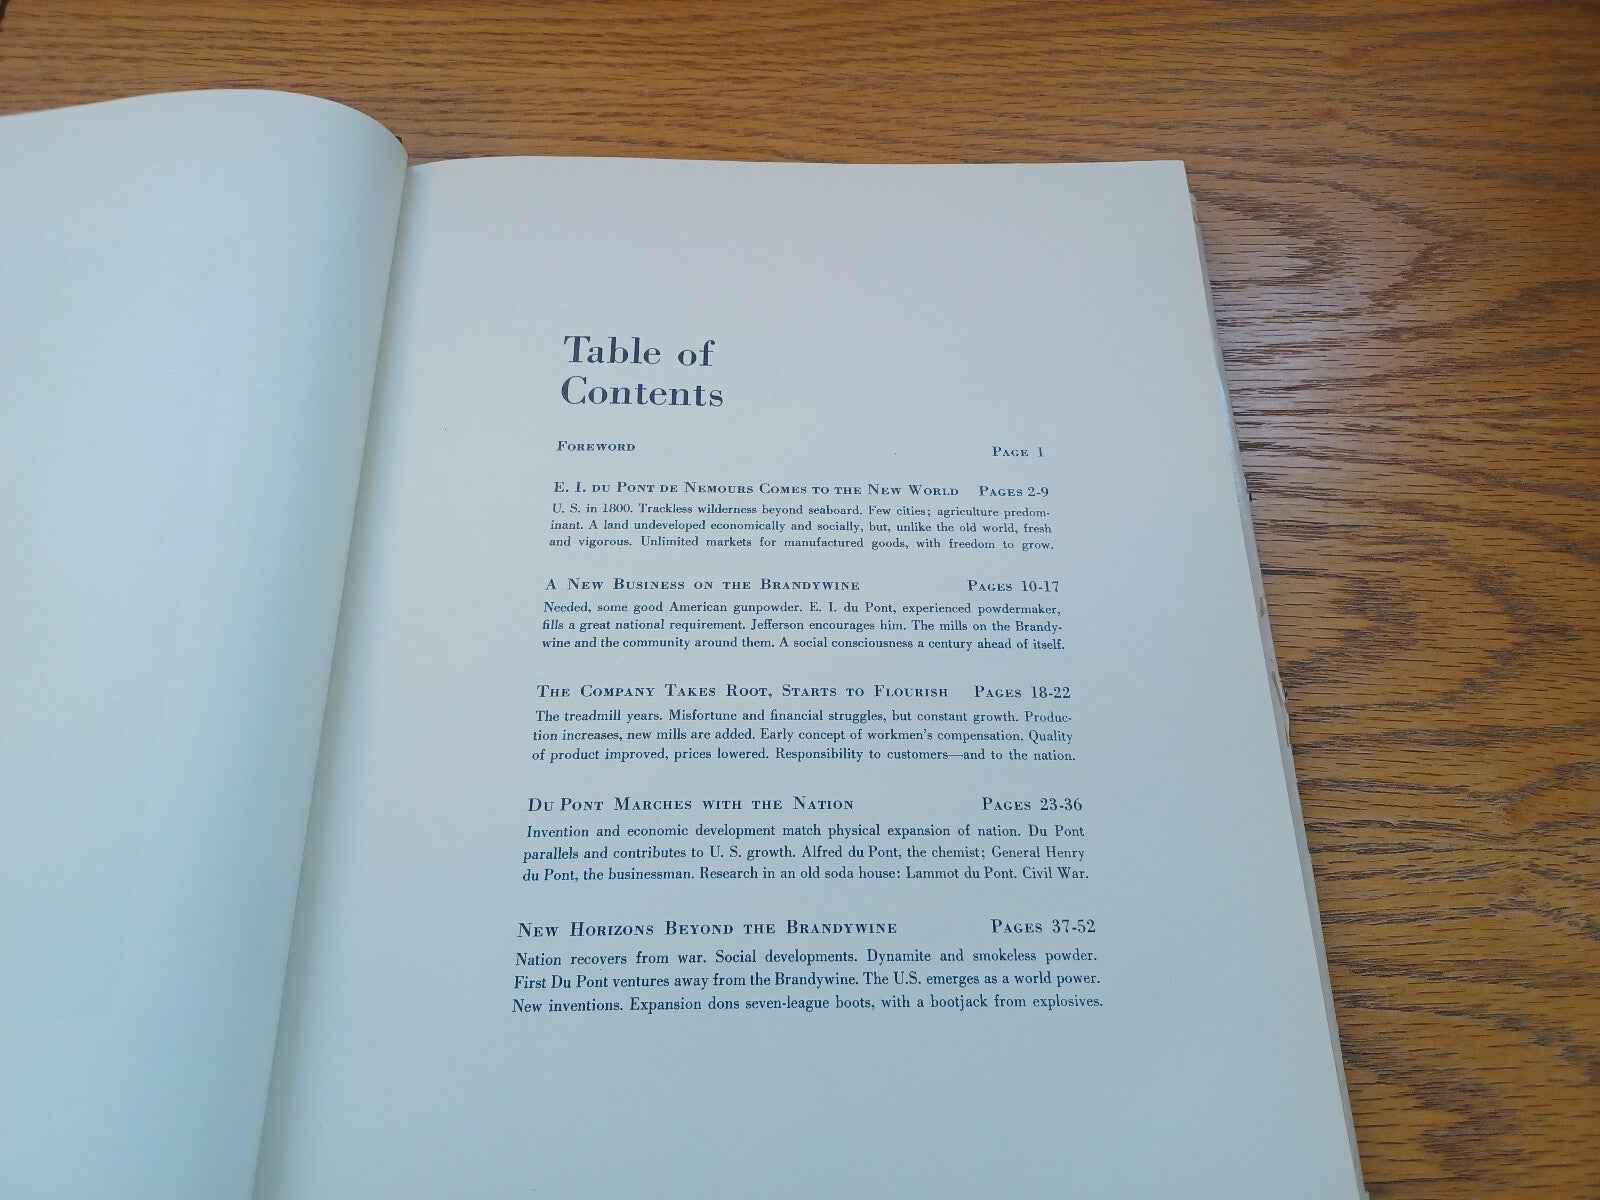 Table of
Contents
Foreword Page 1
E. I. du Pont de Nemours Comes to the New World Pages 2-9
U. S. in 1800. Trackless wilderness beyond seaboard. Few cities; agriculture predom-
inant. A land undeveloped economically and socially, but, unlike the old world, fresh
and vigorous. Unlimited markets for manufactured goods, with freedom to grow.
A New Business on the Brandywine Pages 10-17
Needed, some good American gunpowder. E. I. du Pont, experienced powdermaker,
fills a great national requirement. Jefferson encourages him. The mills on the Brandy-
wine and the community around them. A social consciousness a century ahead of itself.
The Company Takes Root, Starts to Flourish Pages 18-22
The treadmill years. Misfortune and financial struggles, but constant growth. Produc-
tion increases, new mills are added. Early concept of workmen's compensation. Quality
of product improved, prices lowered. Responsibility to customers—and to the nation.
Du Pont Marches with the Nation Pages 23-36
Invention and economic development match physical expansion of nation. Du Pont
parallels and contributes to U. S. growth. Alfred du Pont, the chemist; General Henry
du Pont, the businessman. Research in an old soda house: Lammot du Pont. Civil War.
New Horizons Beyond the Brandywine Pages 37-52
Nation recovers from war. Social developments. Dynamite and smokeless powder.
First Du Pont ventures away from the Brandywine. The U.S. emerges as a world power.
New inventions. Expansion dons seven-league boots, with a bootjack from explosives.